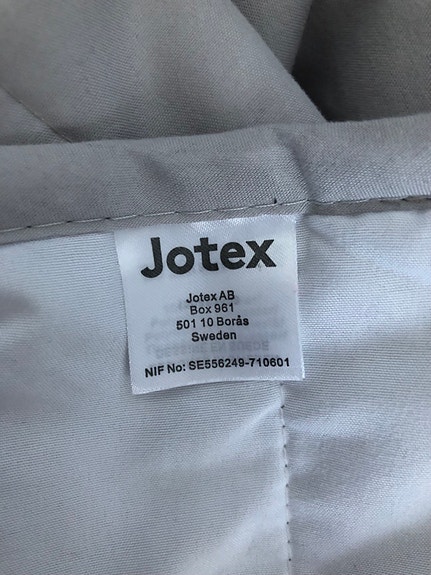 Jotex
Jotex AB
Box 961
501 10 Borås
Sweden
NIF No: SE556249-710601